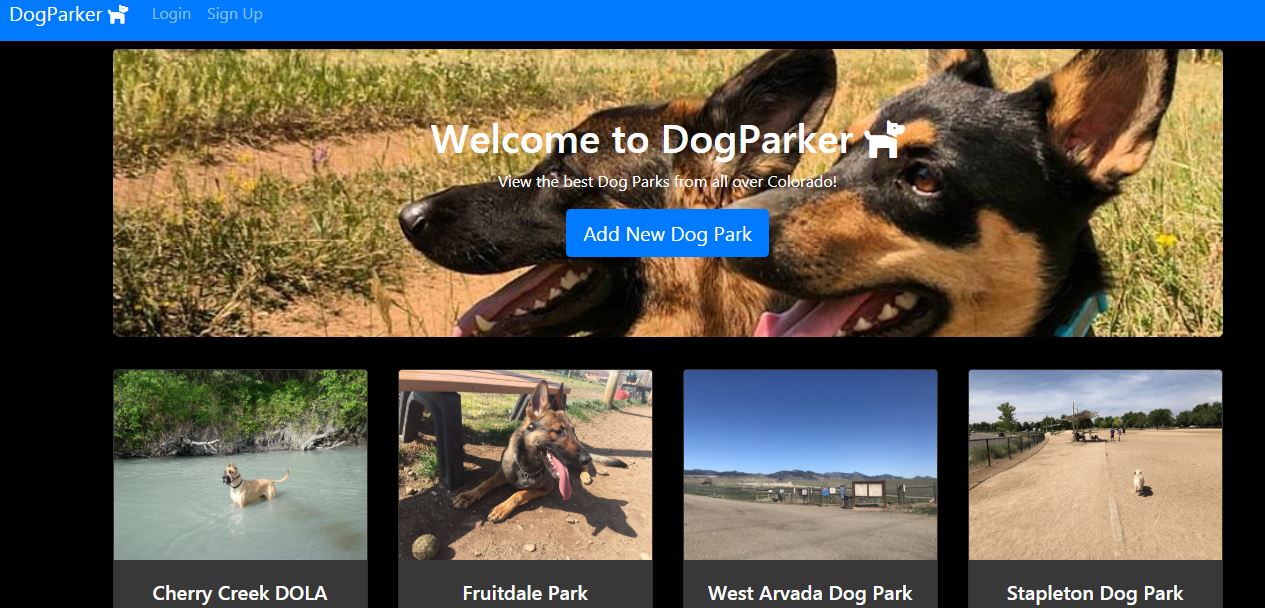 DogParker Login Sign Up
Welcome to DogParker
View the best Dog Parks from all over Colorado!
Add New Dog Park
Cherry Creek DOLA
Fruitdale Park
West Arvada Dog Park
Stapleton Dog Park